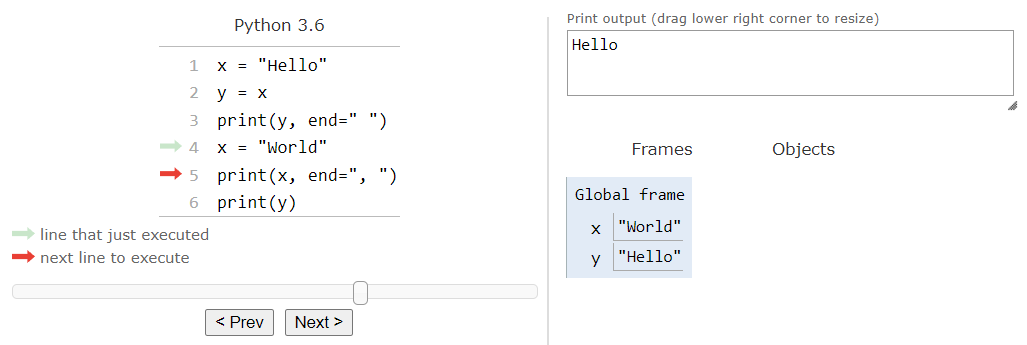 Python 3.6
1 x = "Hello"
2 y = x
3 print(y, end=" ")
4 x = "World"
5 print(x, end=", ")
6 print(y)
line that just executed
next line to execute
< Prev
Next >
Print output (drag lower right corner to resize)
Hello
Frames
Objects
Global frame
x "World"
y "Hello"